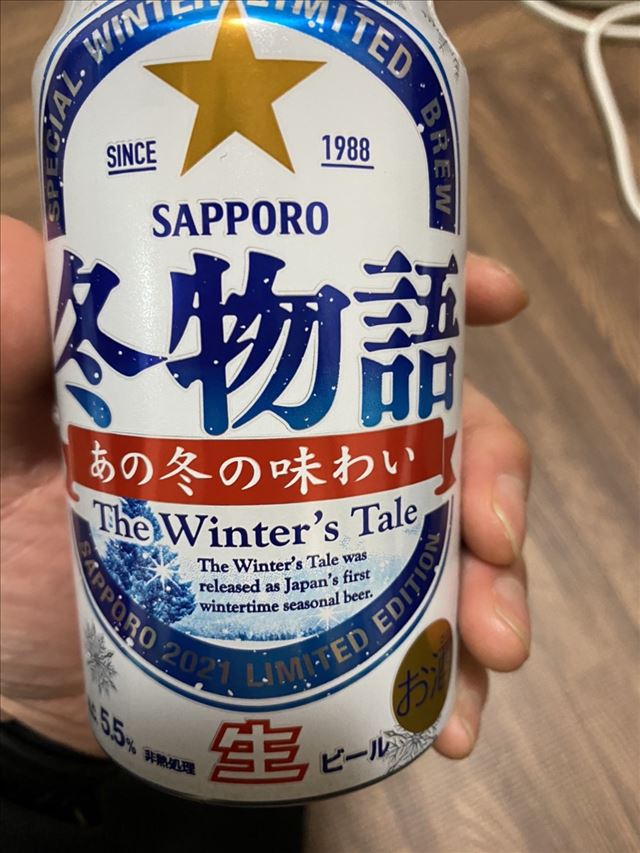 SPECIAL WINTER LIMITED BREW
SINCE 1988
SAPPORO
冬物語
あの冬の味わい
The Winter's Tale
The Winter's Tale was
released as Japan's first
wintertime seasonal beer.
SAPPORO 2021 LIMITED EDITION
お酒
5.5% 非熱処理 生 ビール